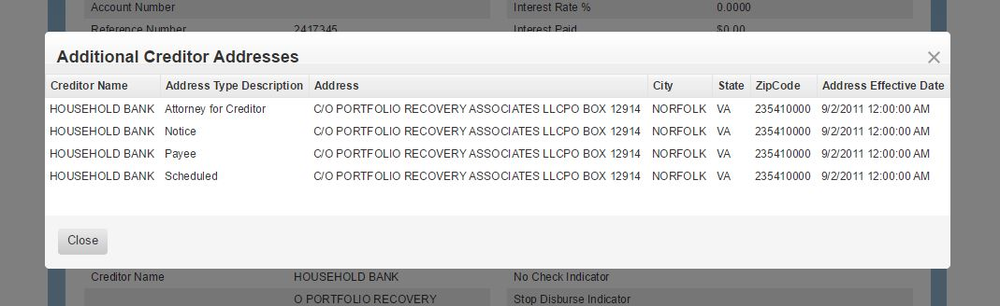 Account Number Interest Rate % 0.0000
Reference Number 2417345 Interest Paid $0.00
Additional Creditor Addresses ×
Creditor Name Address Type Description Address City State ZipCode Address Effective Date
HOUSEHOLD BANK Attorney for Creditor C/O PORTFOLIO RECOVERY ASSOCIATES LLCPO BOX 12914 NORFOLK VA 235410000 9/2/2011 12:00:00 AM
HOUSEHOLD BANK Notice C/O PORTFOLIO RECOVERY ASSOCIATES LLCPO BOX 12914 NORFOLK VA 235410000 9/2/2011 12:00:00 AM
HOUSEHOLD BANK Payee C/O PORTFOLIO RECOVERY ASSOCIATES LLCPO BOX 12914 NORFOLK VA 235410000 9/2/2011 12:00:00 AM
HOUSEHOLD BANK Scheduled C/O PORTFOLIO RECOVERY ASSOCIATES LLCPO BOX 12914 NORFOLK VA 235410000 9/2/2011 12:00:00 AM
Close
Creditor Name HOUSEHOLD BANK No Check Indicator
O PORTFOLIO RECOVERY Stop Disburse Indicator